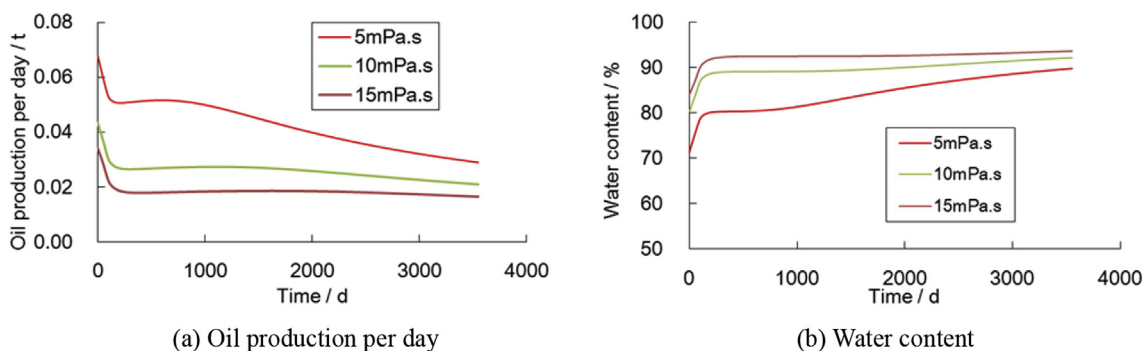 0.08
0.06
0.04
0.02
0.00
Oil production per day / t
5mPa.s
10mPa.s
15mPa.s
0 1000 2000 3000 4000
Time / d
(a) Oil production per day
100
90
80
70
60
50
Water content / %
5mPa.s
10mPa.s
15mPa.s
0 1000 2000 3000 4000
Time / d
(b) Water content